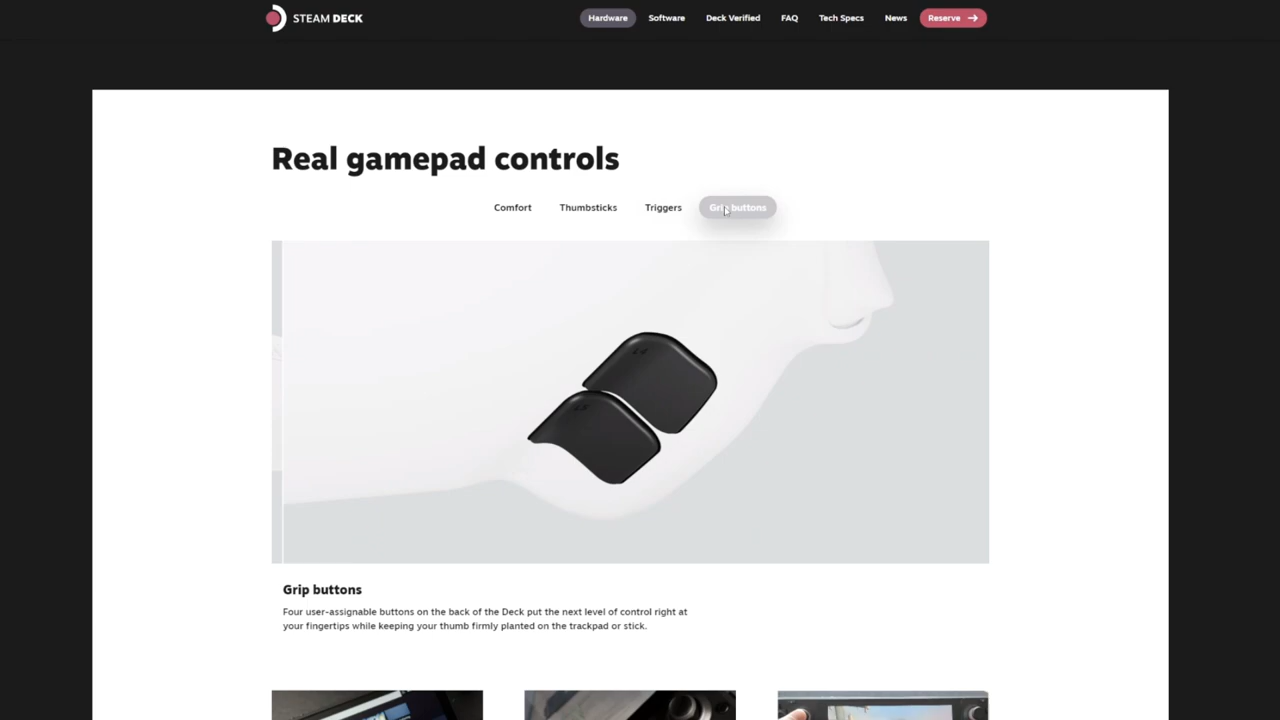 STEAM DECK
Hardware
Software
Deck Verified
FAQ
Tech Specs
News
Reserve →
Real gamepad controls
Comfort
Thumbsticks
Triggers
Grip buttons
Grip buttons
Four user-assignable buttons on the back of the Deck put the next level of control right at
your fingertips while keeping your thumb firmly planted on the trackpad or stick.